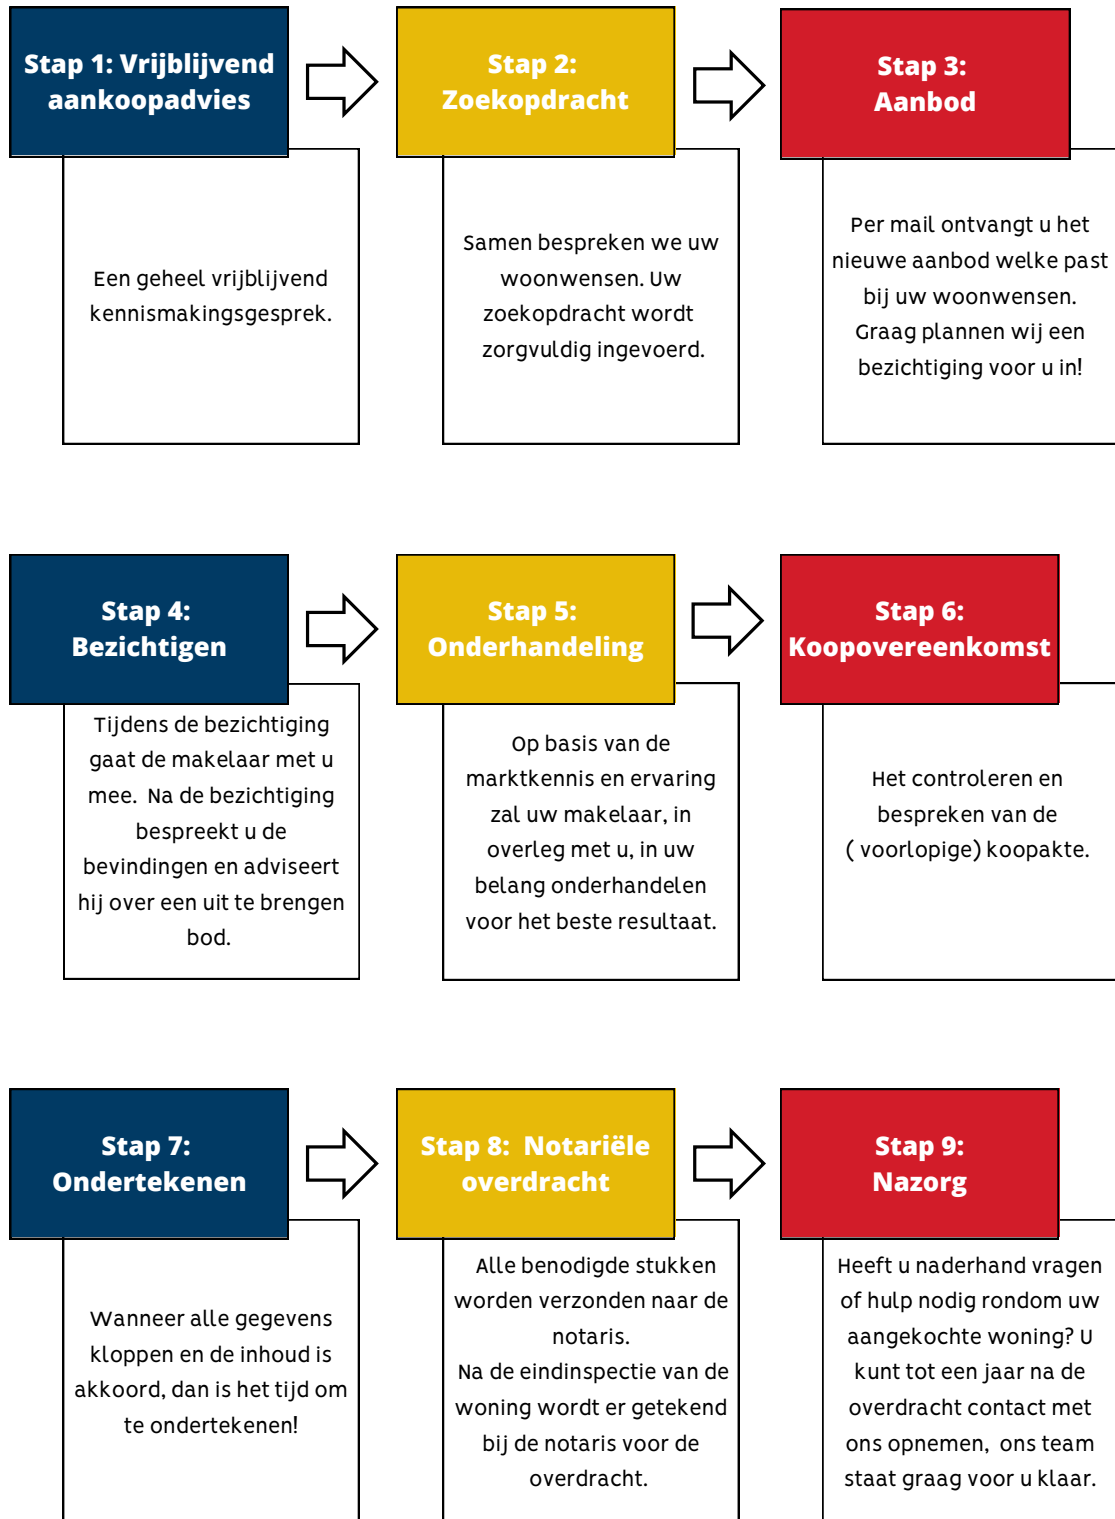 Stap 1: Vrijblijvend
aankoopadvies
Een geheel vrijblijvend
kennismakingsgesprek.
Stap 2:
Zoekopdracht
Samen bespreken we uw
woonwensen. Uw
zoekopdracht wordt
zorgvuldig ingevoerd.
Stap 3:
Aanbod
Per mail ontvangt u het
nieuwe aanbod welke past
bij uw woonwensen.
Graag plannen wij een
bezichtiging voor u in!
Stap 4:
Bezichtigen
Tijdens de bezichtiging
gaat de makelaar met u
mee. Na de bezichtiging
bespreekt u de
bevindingen en adviseert
hij over een uit te brengen
bod.
Stap 5:
Onderhandeling
Op basis van de
marktkennis en ervaring
zal uw makelaar, in
overleg met u, in uw
belang onderhandelen
voor het beste resultaat.
Stap 6:
Koopovereenkomst
Het controleren en
bespreken van de
( voorlopige) koopakte.
Stap 7:
Ondertekenen
Wanneer alle gegevens
kloppen en de inhoud is
akkoord, dan is het tijd om
te ondertekenen!
Stap 8: Notariële
overdracht
Alle benodigde stukken
worden verzonden naar de
notaris.
Na de eindinspectie van de
woning wordt er getekend
bij de notaris voor de
overdracht.
Stap 9:
Nazorg
Heeft u naderhand vragen
of hulp nodig rondom uw
aangekochte woning? U
kunt tot een jaar na de
overdracht contact met
ons opnemen, ons team
staat graag voor u klaar.